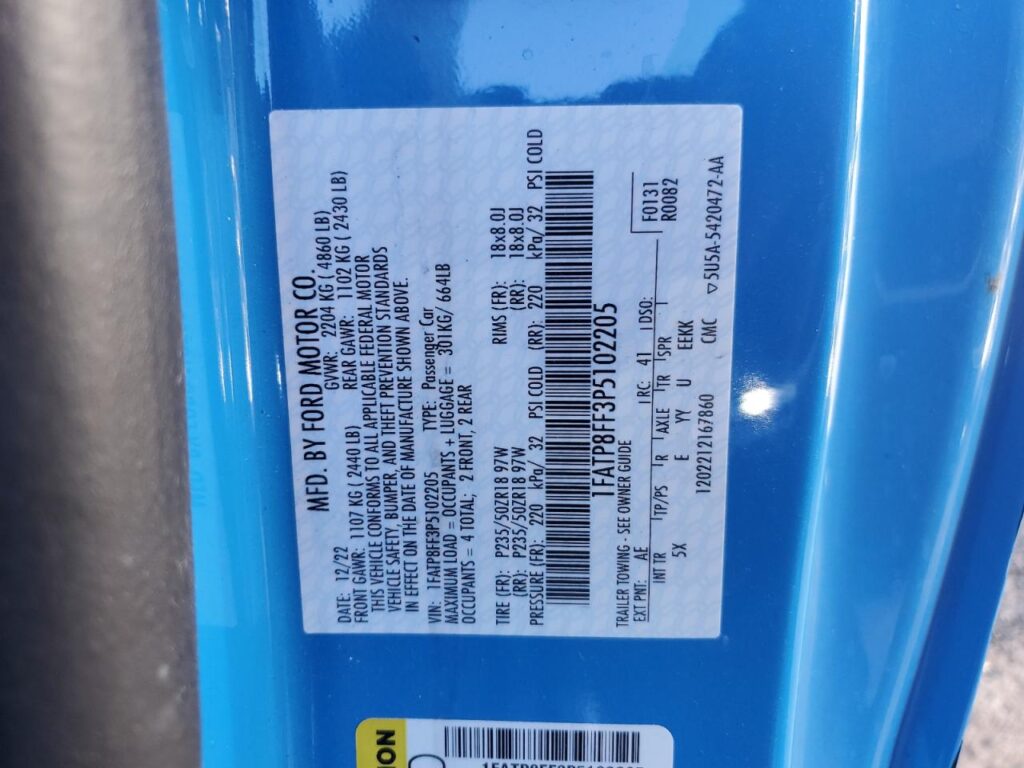 MFD. BY FORD MOTOR CO.
DATE: 12/22 GVWR: 2204 KG ( 4860 LB)
FRONT GAWR: 1107 KG ( 2440 LB) REAR GAWR: 1102 KG ( 2430 LB)
THIS VEHICLE CONFORMS TO ALL APPLICABLE FEDERAL MOTOR
VEHICLE SAFETY, BUMPER, AND THEFT PREVENTION STANDARDS
IN EFFECT ON THE DATE OF MANUFACTURE SHOWN ABOVE.
VIN: 1FATP8FF3P5102205 TYPE: Passenger Car
MAXIMUM LOAD = OCCUPANTS + LUGGAGE = 301KG/ 664LB
OCCUPANTS = 4 TOTAL; 2 FRONT, 2 REAR
TIRE (FR): P235/50ZR18 97W RIMS (FR): 18x8.0J
(RR): P235/50ZR18 97W (RR): 18x8.0J
PRESSURE (FR): 220 kPa/ 32 PSI COLD (RR): 220 kPa/ 32 PSI COLD
1FATP8FF3P5102205
TRAILER TOWING - SEE OWNER GUIDE
F0131
R0082
EXT PNT: AE RC: 41 DSO:
INT TR TP/PS R AXLE TR SPR
5X E YY U EEKK
1202212167860 CMC ▽5U5A-5420472-AA